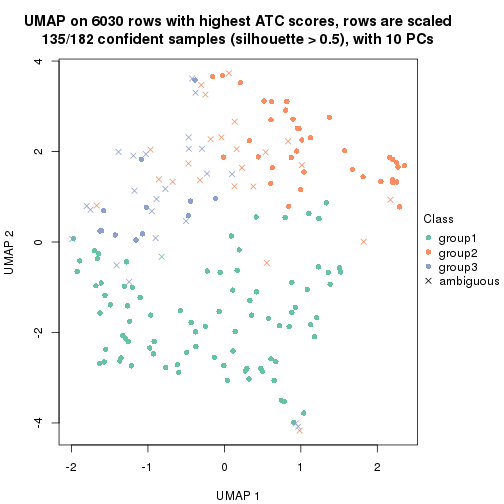 UMAP on 6030 rows with highest ATC scores, rows are scaled
135/182 confident samples (silhouette > 0.5), with 10 PCs
4
2
0
-2
-4
UMAP 2
-2
-1
0
1
2
UMAP 1
Class
group1
group2
group3
ambiguous